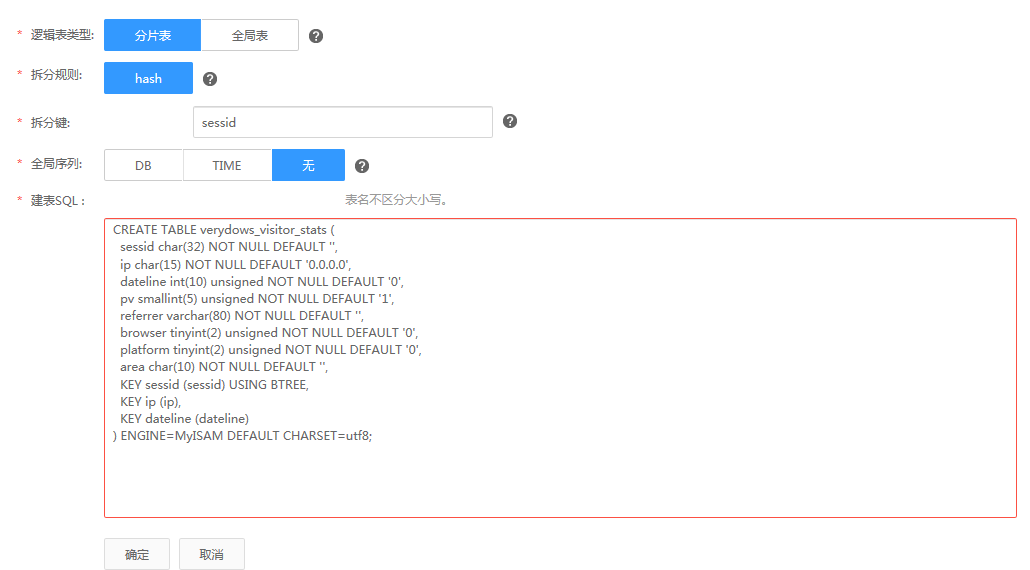 * 逻辑表类型: 分片表 全局表 ?
* 拆分规则: hash ?
* 拆分键: sessid ?
* 全局序列: DB TIME 无 ?
* 建表SQL : 表名不区分大小写。
CREATE TABLE verydows_visitor_stats (
sessid char(32) NOT NULL DEFAULT '',
ip char(15) NOT NULL DEFAULT '0.0.0.0',
dateline int(10) unsigned NOT NULL DEFAULT '0',
pv smallint(5) unsigned NOT NULL DEFAULT '1',
referrer varchar(80) NOT NULL DEFAULT '',
browser tinyint(2) unsigned NOT NULL DEFAULT '0',
platform tinyint(2) unsigned NOT NULL DEFAULT '0',
area char(10) NOT NULL DEFAULT '',
KEY sessid (sessid) USING BTREE,
KEY ip (ip),
KEY dateline (dateline)
) ENGINE=MyISAM DEFAULT CHARSET=utf8;
确定 取消